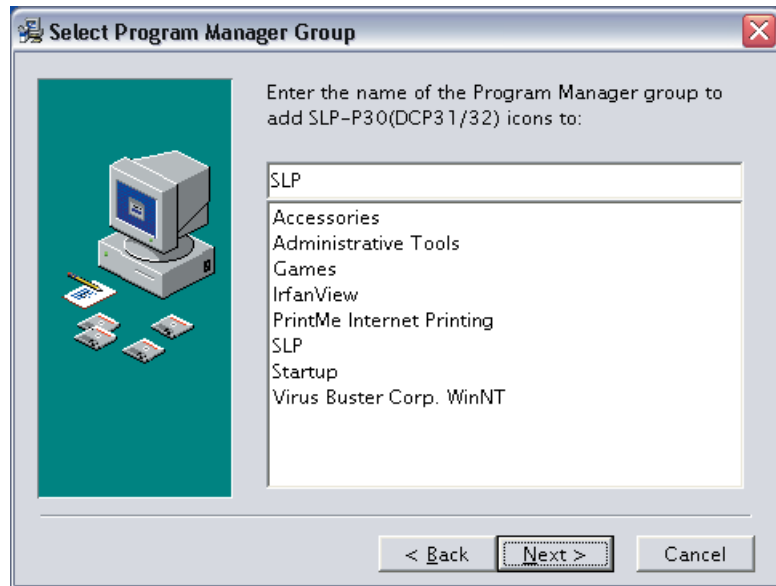 Select Program Manager Group
Enter the name of the Program Manager group to
add SLP-P30(DCP31/32) icons to:
SLP
Accessories
Administrative Tools
Games
IrfanView
PrintMe Internet Printing
SLP
Startup
Virus Buster Corp. WinNT
< Back Next > Cancel